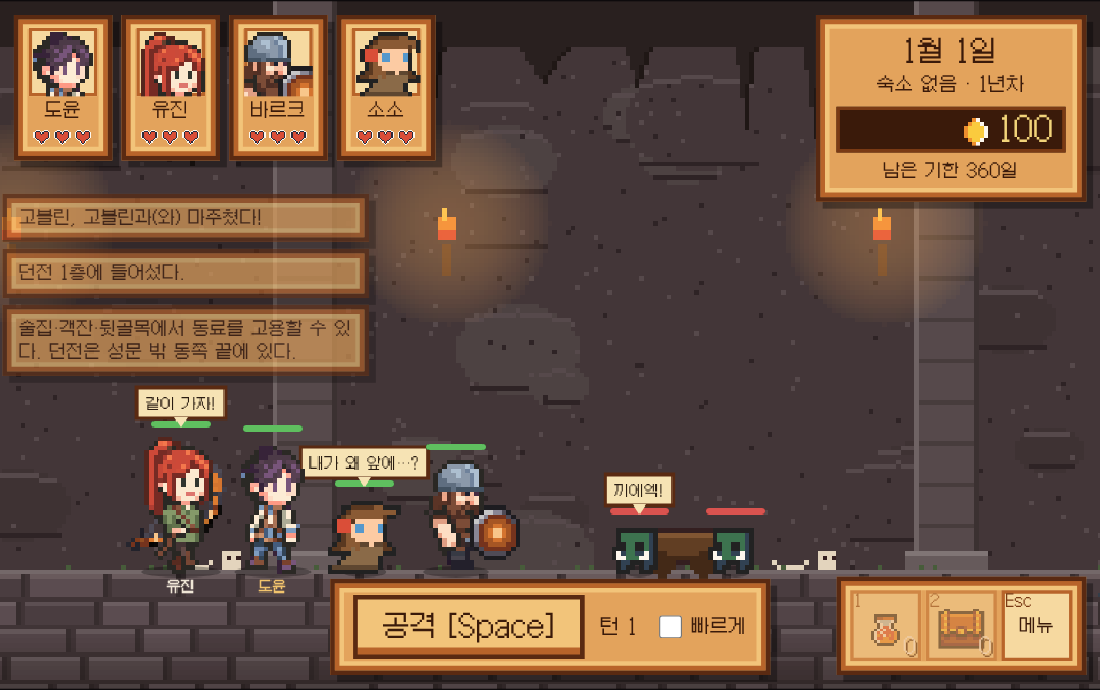 도윤
유진
바르크
소소
1월 1일
숙소 없음 · 1년차
100
남은 기한 360일
고블린, 고블린과(와) 마주쳤다!
던전 1층에 들어섰다.
술집·객잔·뒷골목에서 동료를 고용할 수 있
다. 던전은 성문 밖 동쪽 끝에 있다.
같이 가자!
내가 왜 앞에…?
끼에엑!
유진
도윤
공격 [Space]
턴 1
빠르게
1
0
2
0
Esc
메뉴